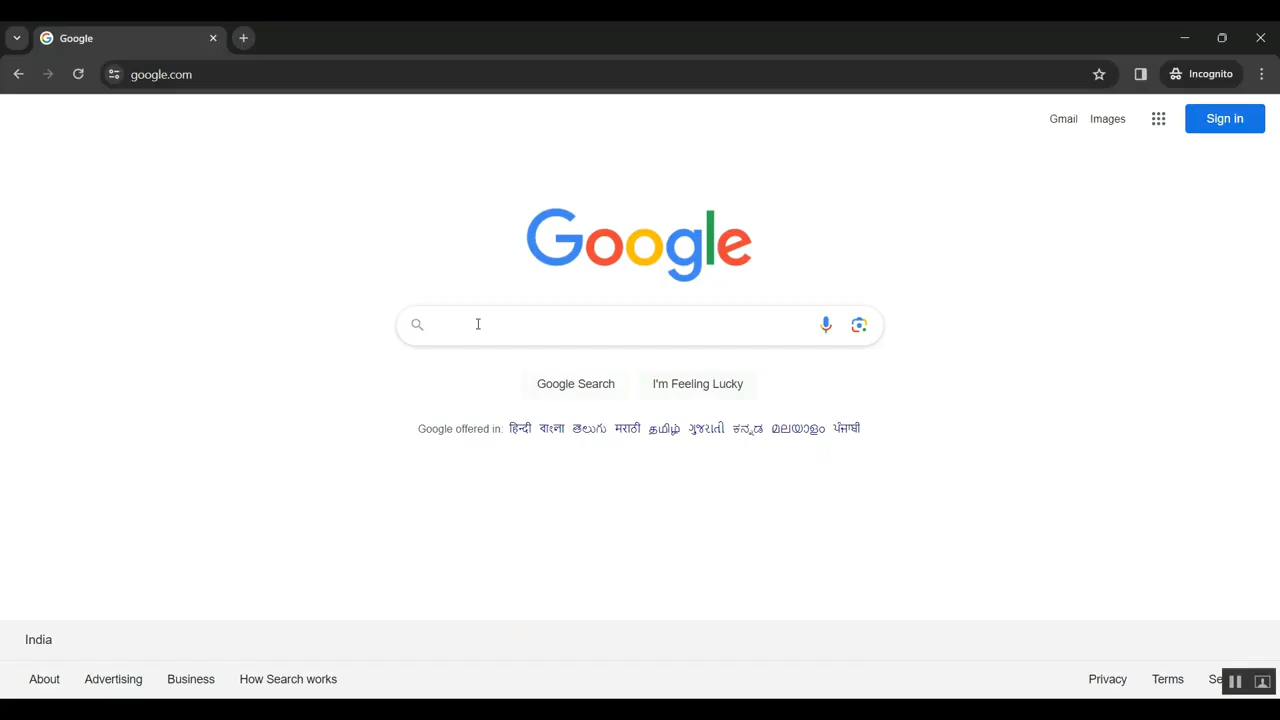 Google
google.com
Incognito
Gmail Images Sign in
Google
Google Search I'm Feeling Lucky
Google offered in: हिन्दी বাংলা తెలుగు मराठी தமிழ் ગુજરાતી ಕನ್ನಡ മലയാളം ਪੰਜਾਬੀ
India
About Advertising Business How Search works Privacy Terms Se